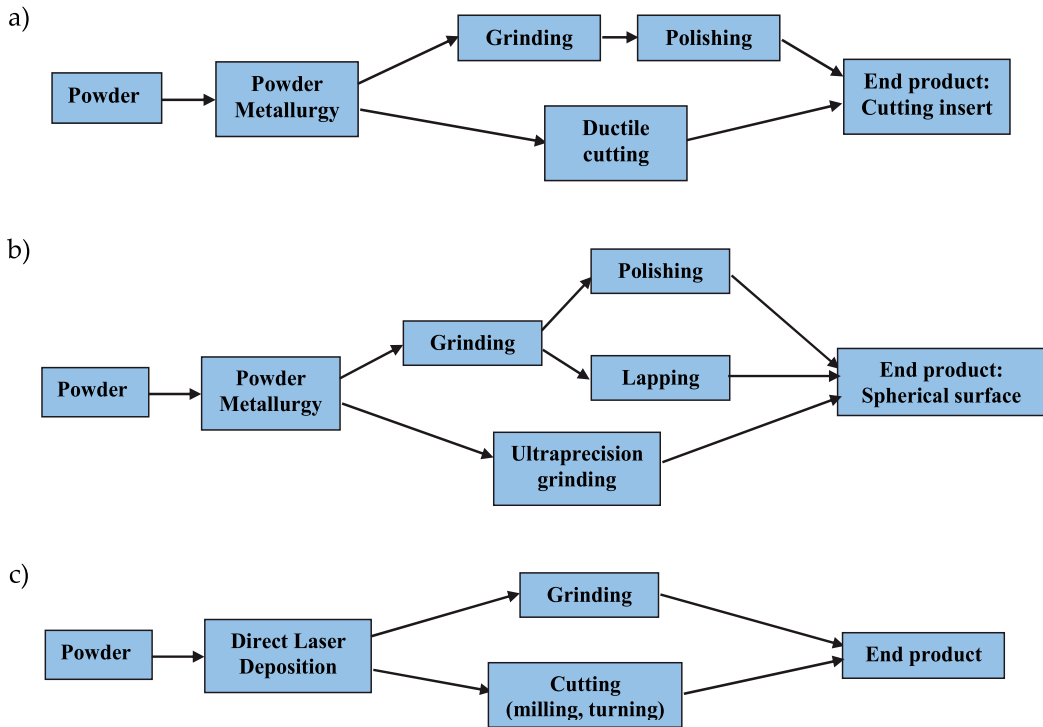 a)
Powder
Powder
Metallurgy
Grinding
Polishing
Ductile
cutting
End product:
Cutting insert
b)
Powder
Powder
Metallurgy
Grinding
Polishing
Lapping
Ultraprecision
grinding
End product:
Spherical surface
c)
Powder
Direct Laser
Deposition
Grinding
Cutting
(milling, turning)
End product